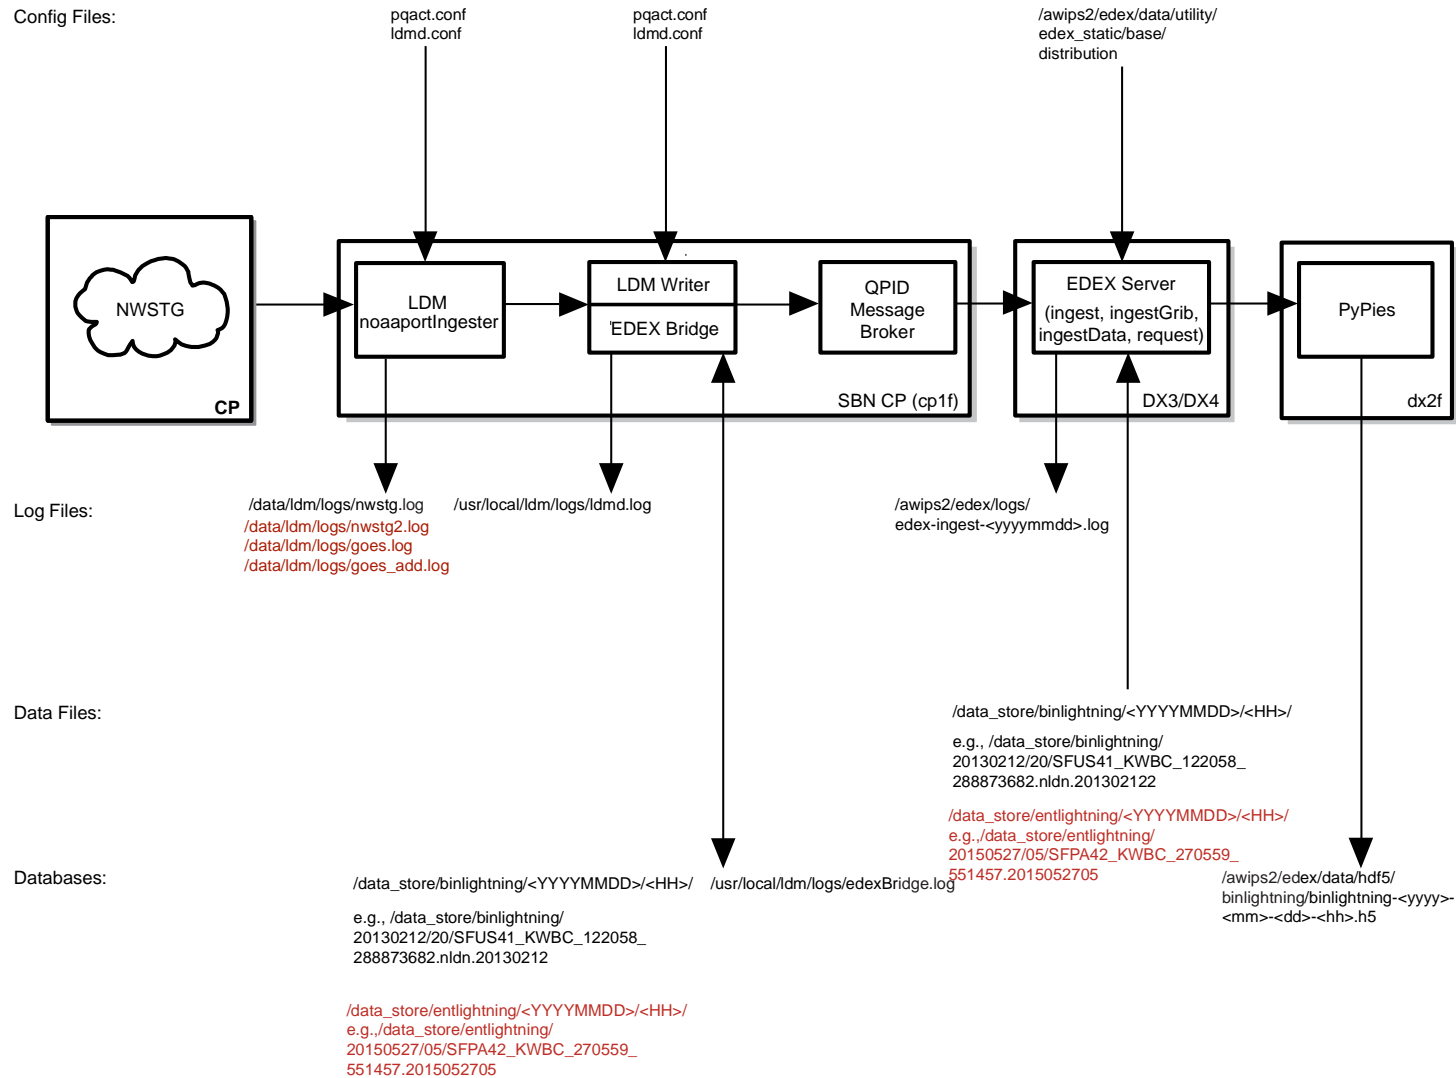 Config Files:
pqact.conf
ldmd.conf
pqact.conf
ldmd.conf
/awips2/edex/data/utility/
edex_static/base/
distribution
NWSTG
CP
LDM
noaaportIngester
LDM Writer
EDEX Bridge
QPID
Message
Broker
SBN CP (cp1f)
EDEX Server
(ingest, ingestGrib,
ingestData, request)
DX3/DX4
PyPies
dx2f
Log Files:
/data/ldm/logs/nwstg.log
/data/ldm/logs/nwstg2.log
/data/ldm/logs/goes.log
/data/ldm/logs/goes_add.log
/usr/local/ldm/logs/ldmd.log
/awips2/edex/logs/
edex-ingest-<yyyymmdd>.log
Data Files:
/data_store/binlightning/<YYYYMMDD>/<HH>/
e.g., /data_store/binlightning/
20130212/20/SFUS41_KWBC_122058_
288873682.nldn.201302122
/data_store/entlightning/<YYYYMMDD>/<HH>/
e.g.,/data_store/entlightning/
20150527/05/SFPA42_KWBC_270559_
551457.2015052705
Databases:
/data_store/binlightning/<YYYYMMDD>/<HH>/
e.g., /data_store/binlightning/
20130212/20/SFUS41_KWBC_122058_
288873682.nldn.20130212
/data_store/entlightning/<YYYYMMDD>/<HH>/
e.g.,/data_store/entlightning/
20150527/05/SFPA42_KWBC_270559_
551457.2015052705
/usr/local/ldm/logs/edexBridge.log
/awips2/edex/data/hdf5/
binlightning/binlightning-<yyyy>-
<mm>-<dd>-<hh>.h5